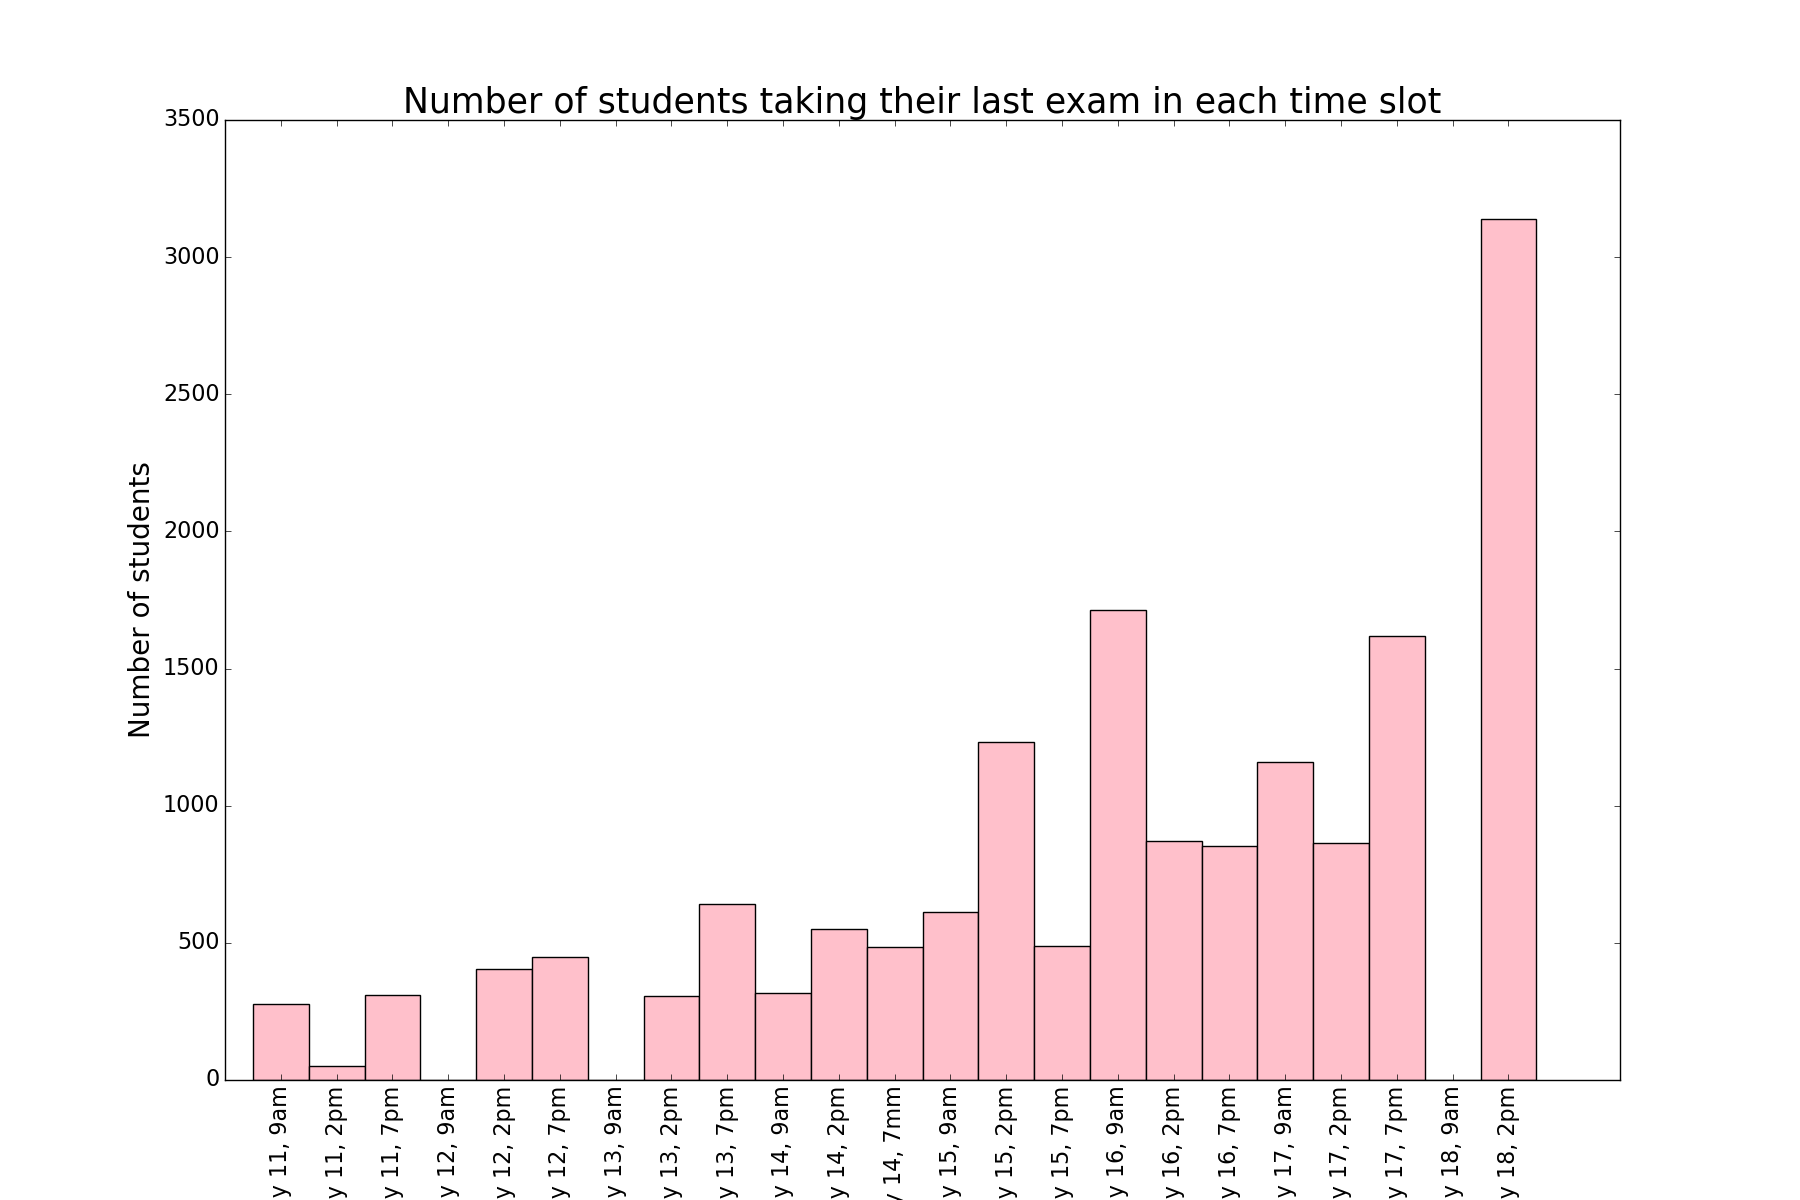 Number of students taking their last exam in each time slot
Number of students
3500
3000
2500
2000
1500
1000
500
0
y 11, 9am
y 11, 2pm
y 11, 7pm
y 12, 9am
y 12, 2pm
y 12, 7pm
y 13, 9am
y 13, 2pm
y 13, 7pm
y 14, 9am
y 14, 2pm
y 14, 7mm
y 15, 9am
y 15, 2pm
y 15, 7pm
y 16, 9am
y 16, 2pm
y 16, 7pm
y 17, 9am
y 17, 2pm
y 17, 7pm
y 18, 9am
y 18, 2pm